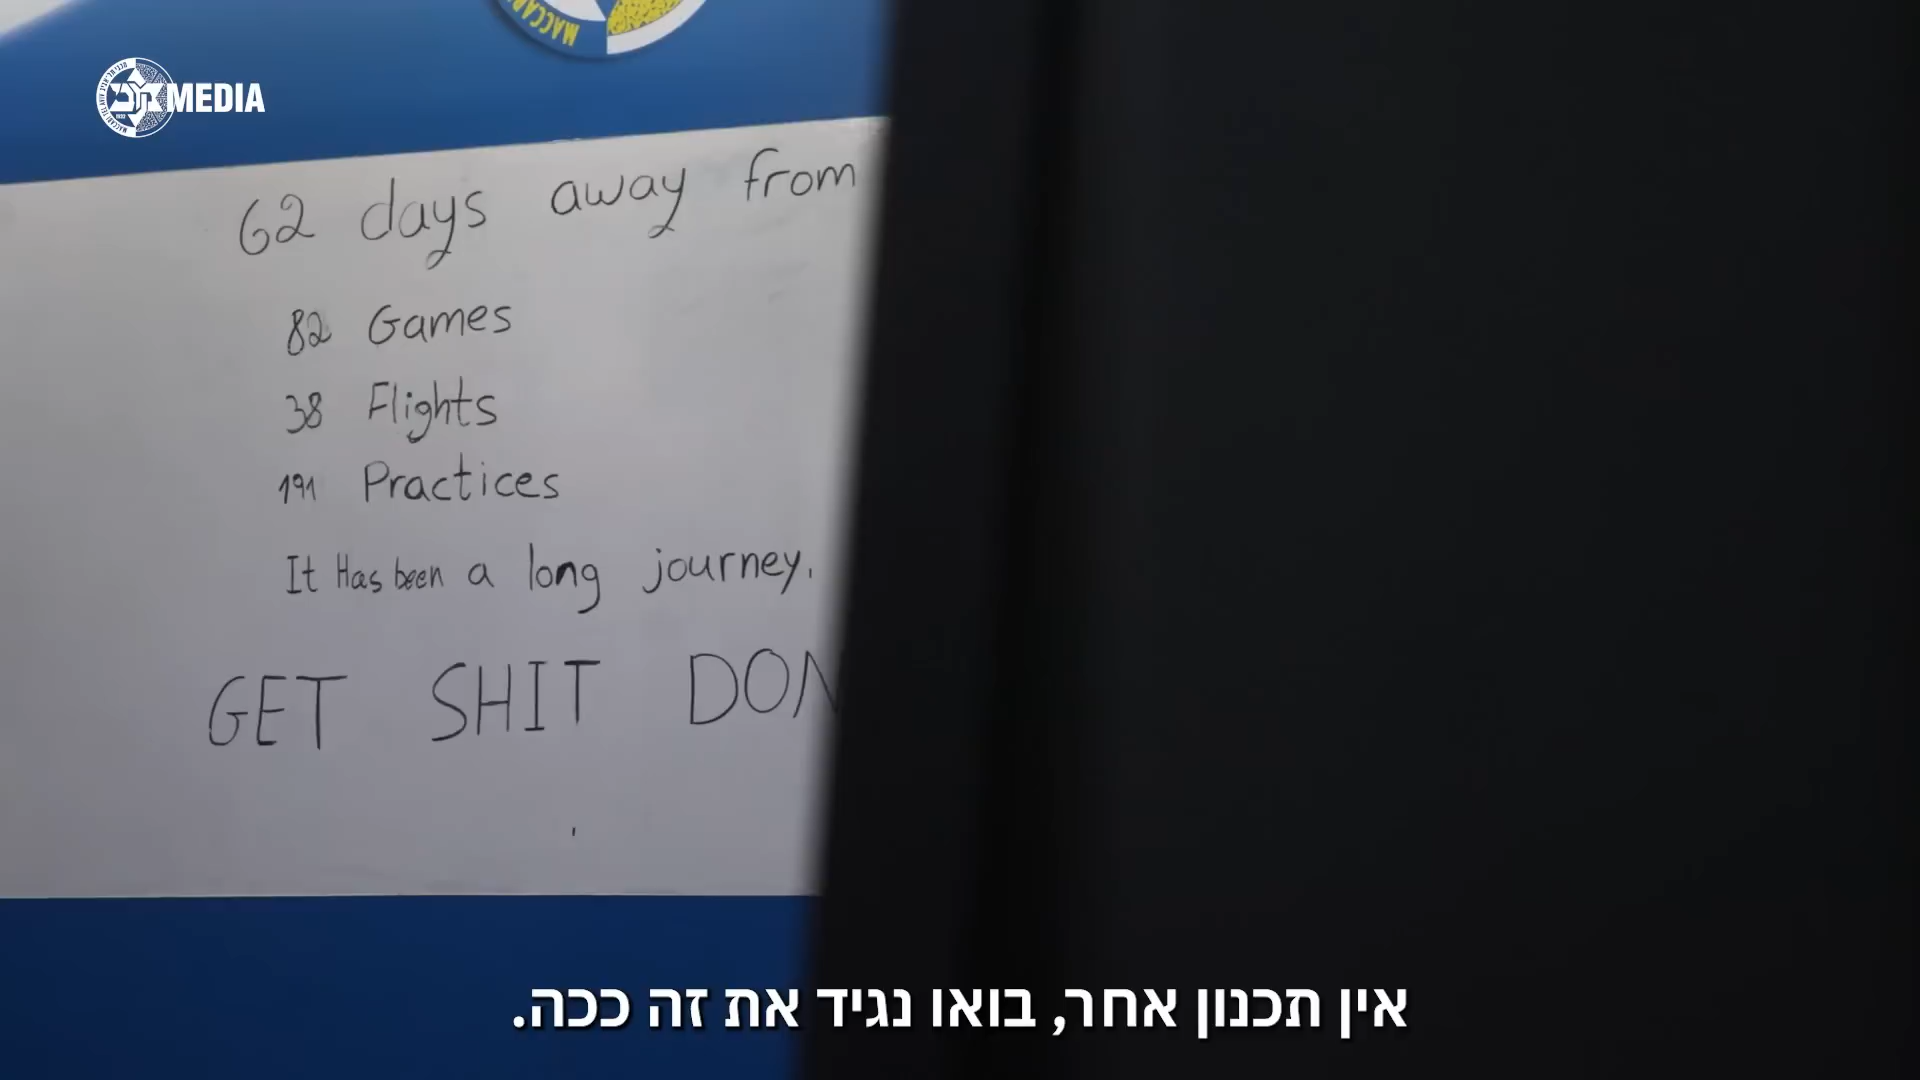 MACCABI
MEDIA
62 days away from
82 Games
38 Flights
191 Practices
It Has been a long journey.
GET SHIT DON
אין תכנון אחר, בואו נגיד את זה ככה.